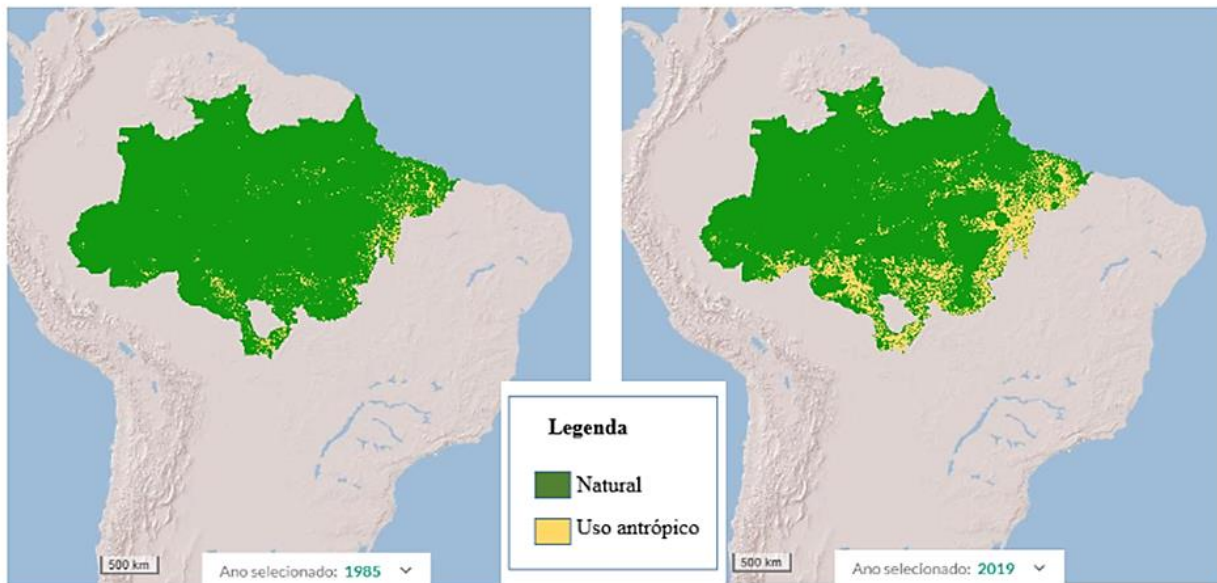 Legenda
Natural
Uso antrópico
500 km
Ano selecionado: 1985
500 km
Ano selecionado: 2019